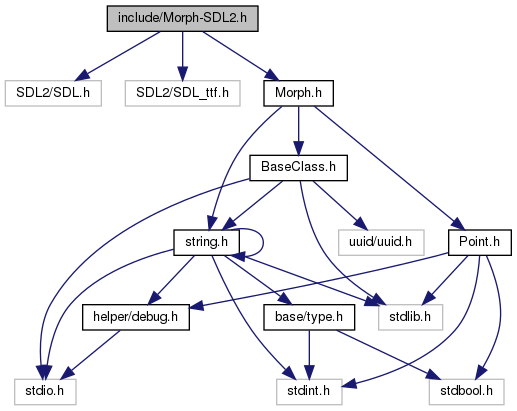 include/Morph-SDL2.h
SDL2/SDL.h
SDL2/SDL_ttf.h
Morph.h
BaseClass.h
string.h
uuid/uuid.h
Point.h
helper/debug.h
base/type.h
stdlib.h
stdio.h
stdint.h
stdbool.h